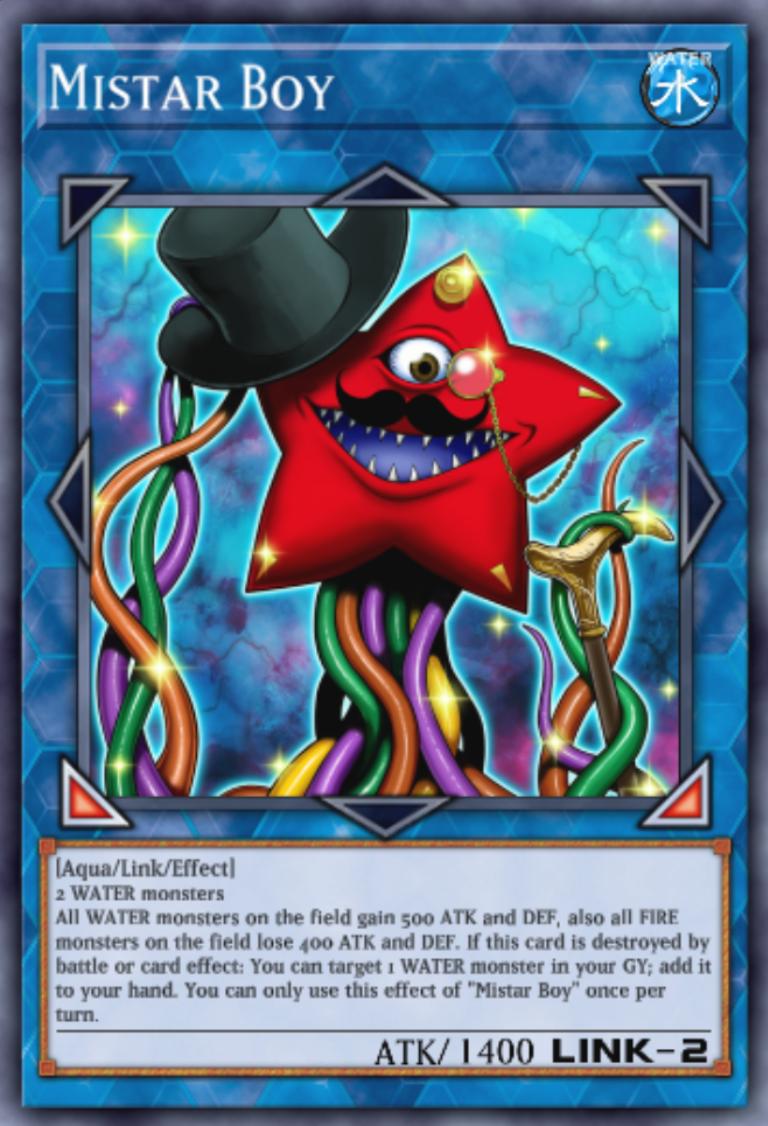 Mistar Boy
WATER
水
[Aqua/Link/Effect]
2 WATER monsters
All WATER monsters on the field gain 500 ATK and DEF, also all FIRE
monsters on the field lose 400 ATK and DEF. If this card is destroyed by
battle or card effect: You can target 1 WATER monster in your GY; add it
to your hand. You can only use this effect of "Mistar Boy" once per
turn.
ATK/ 1400 LINK-2